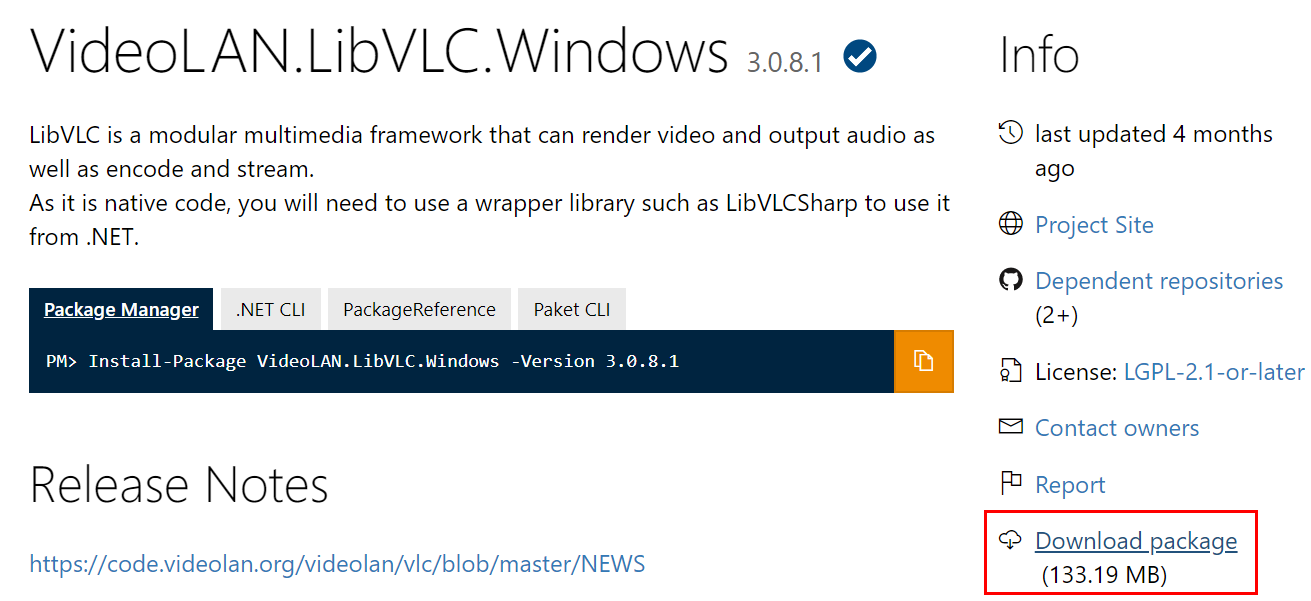 VideoLAN.LibVLC.Windows 3.0.8.1
LibVLC is a modular multimedia framework that can render video and output audio as
well as encode and stream.
As it is native code, you will need to use a wrapper library such as LibVLCSharp to use it
from .NET.
Package Manager .NET CLI PackageReference Paket CLI
PM> Install-Package VideoLAN.LibVLC.Windows -Version 3.0.8.1
Release Notes
https://code.videolan.org/videolan/vlc/blob/master/NEWS
Info
last updated 4 months
ago
Project Site
Dependent repositories
(2+)
License: LGPL-2.1-or-later
Contact owners
Report
Download package
(133.19 MB)